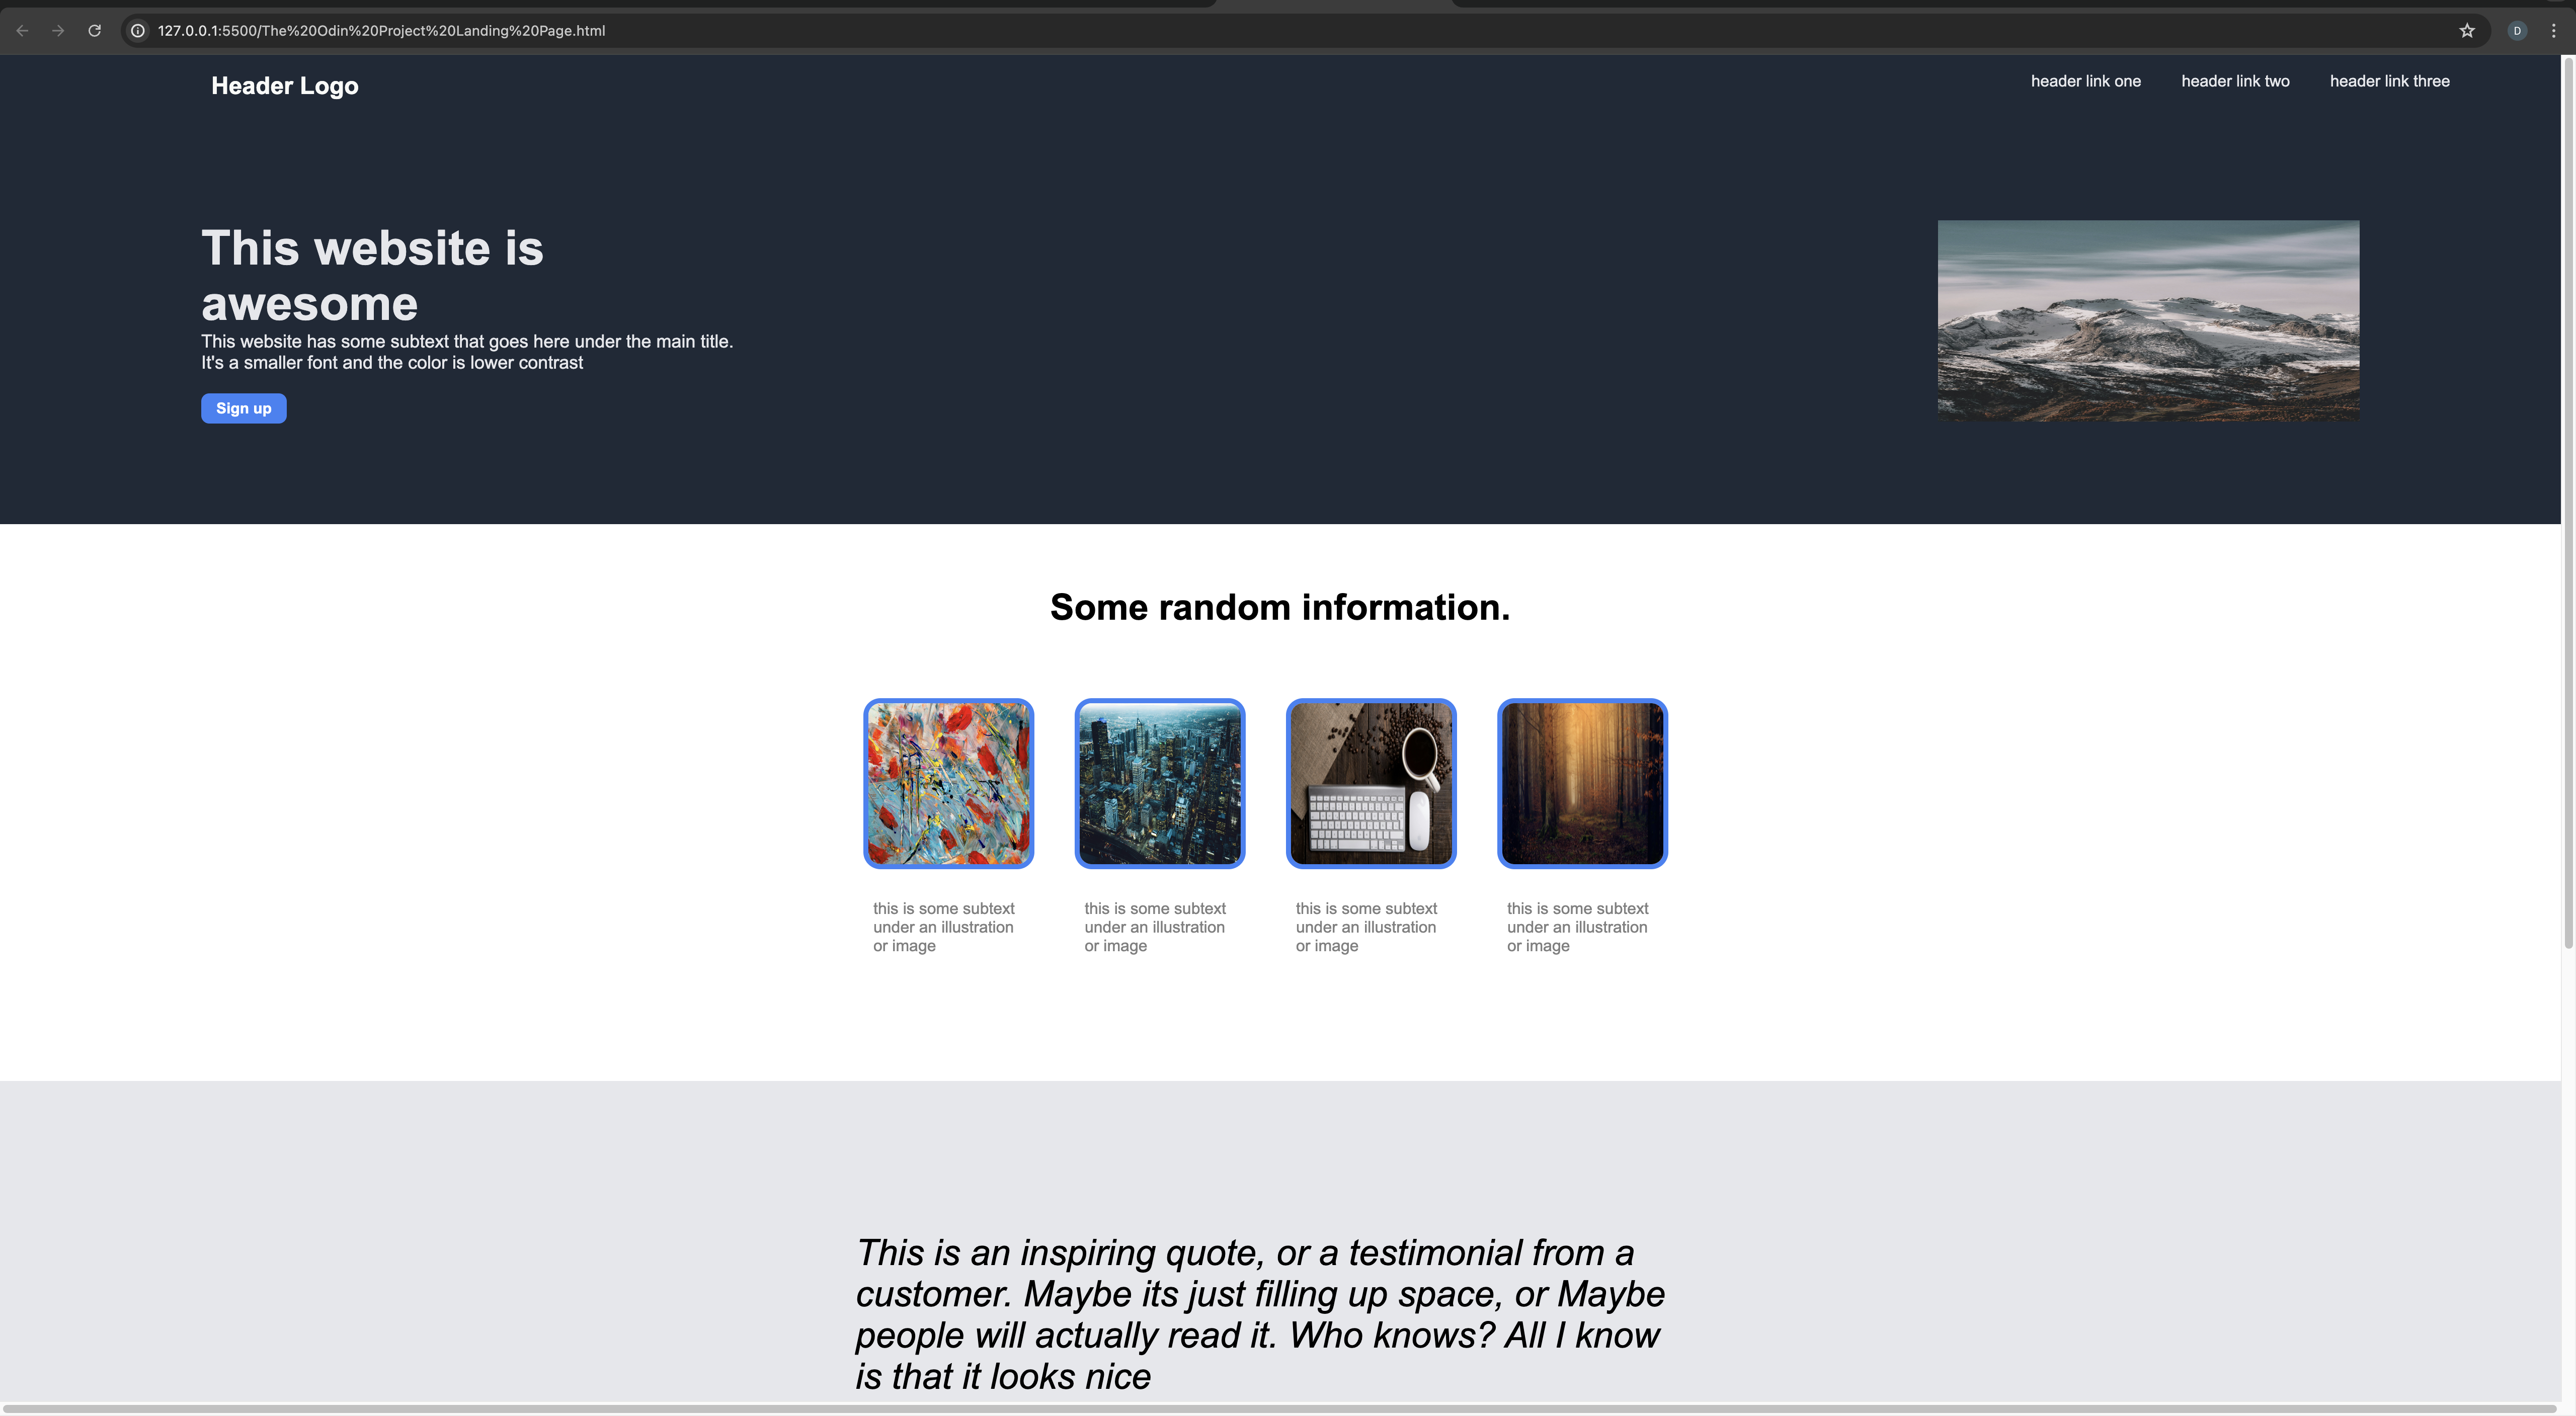 127.0.0.1:5500/The%20Odin%20Project%20Landing%20Page.html
D
Header Logo
header link one
header link two
header link three
This website is
awesome
This website has some subtext that goes here under the main title.
It's a smaller font and the color is lower contrast
Sign up
Some random information.
this is some subtext
under an illustration
or image
this is some subtext
under an illustration
or image
this is some subtext
under an illustration
or image
this is some subtext
under an illustration
or image
This is an inspiring quote, or a testimonial from a
customer. Maybe its just filling up space, or Maybe
people will actually read it. Who knows? All I know
is that it looks nice